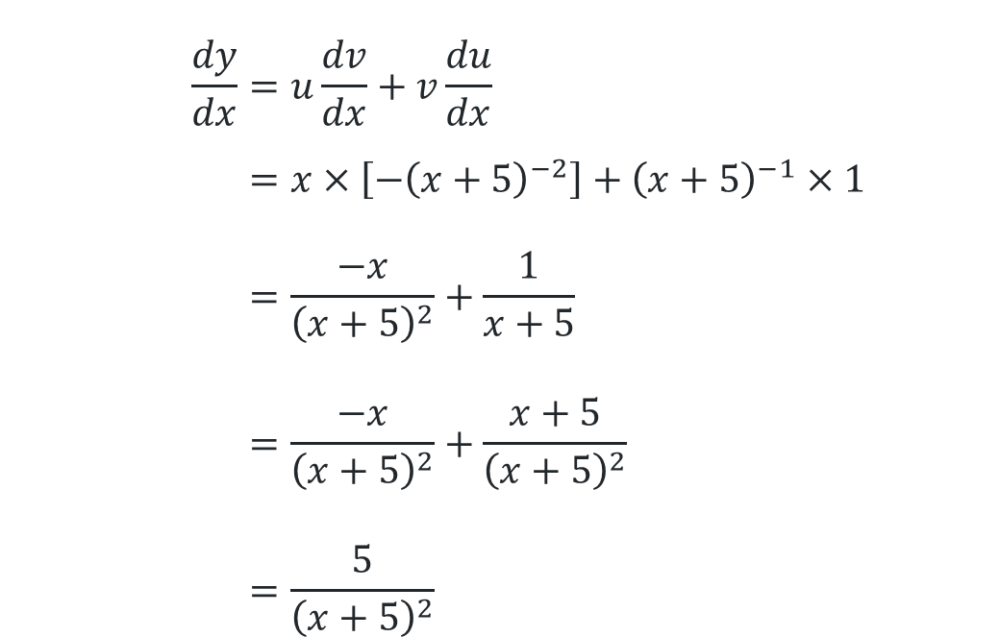 dy/dx = u dv/dx + v du/dx
= x × [−(x + 5)⁻²] + (x + 5)⁻¹ × 1
= −x/(x + 5)² + 1/(x + 5)
= −x/(x + 5)² + (x + 5)/(x + 5)²
= 5/(x + 5)²